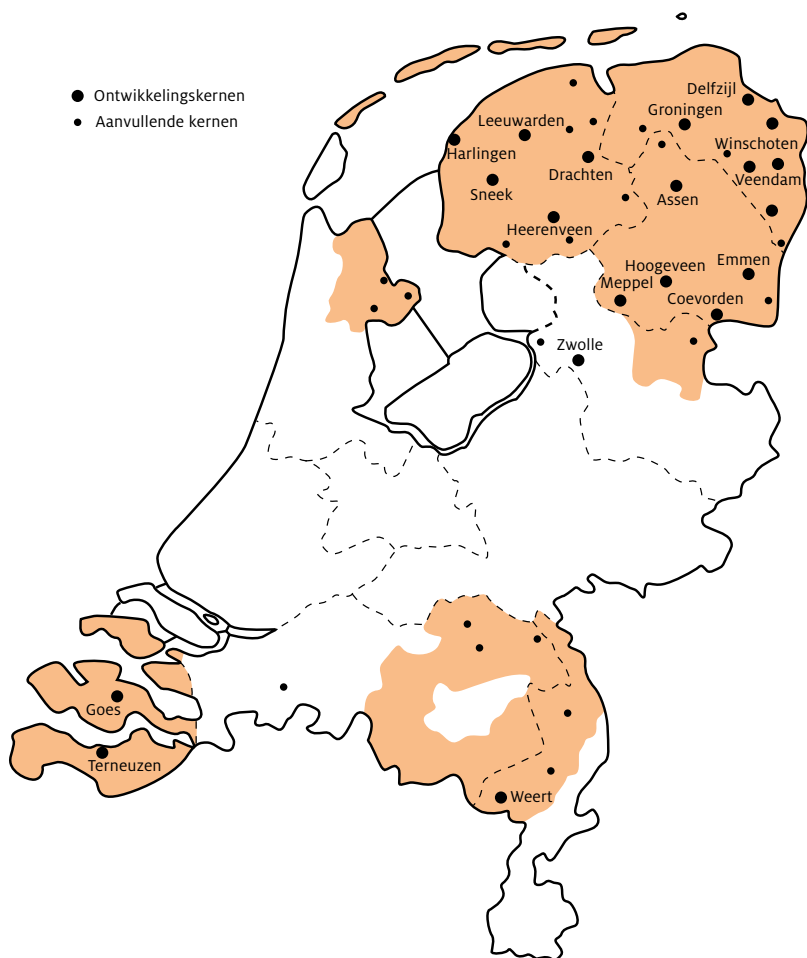 Ontwikkelingskernen
Aanvullende kernen
Delfzijl
Groningen
Leeuwarden
Winschoten
Harlingen
Drachten
Veendam
Sneek
Assen
Heerenveen
Emmen
Hoogeveen
Meppel
Coevorden
Zwolle
Goes
Terneuzen
Weert